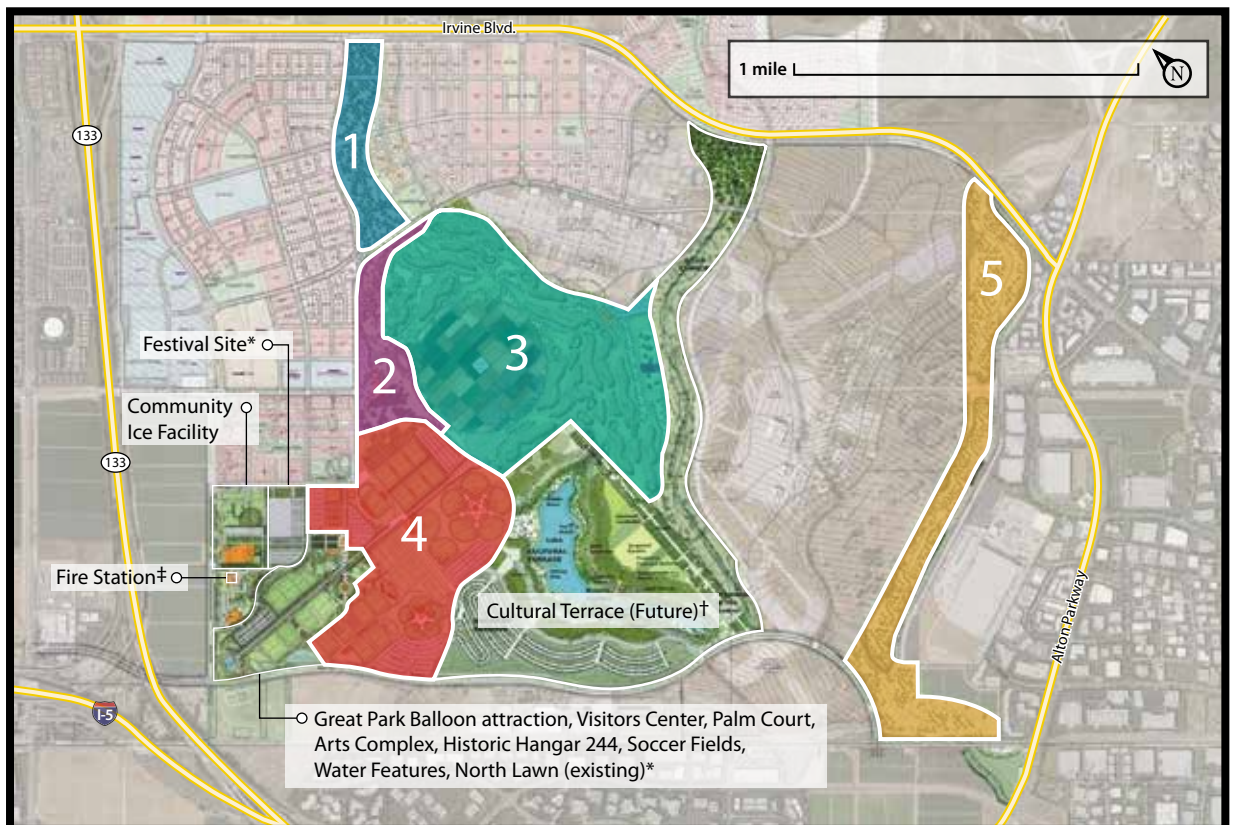 Irvine Blvd.
1 mile
N
133
1
5
3
Festival Site*
2
Community
Ice Facility
133
4
Fire Station‡
Cultural Terrace (Future)†
Alton Parkway
I-5
Great Park Balloon attraction, Visitors Center, Palm Court,
Arts Complex, Historic Hangar 244, Soccer Fields,
Water Features, North Lawn (existing)*